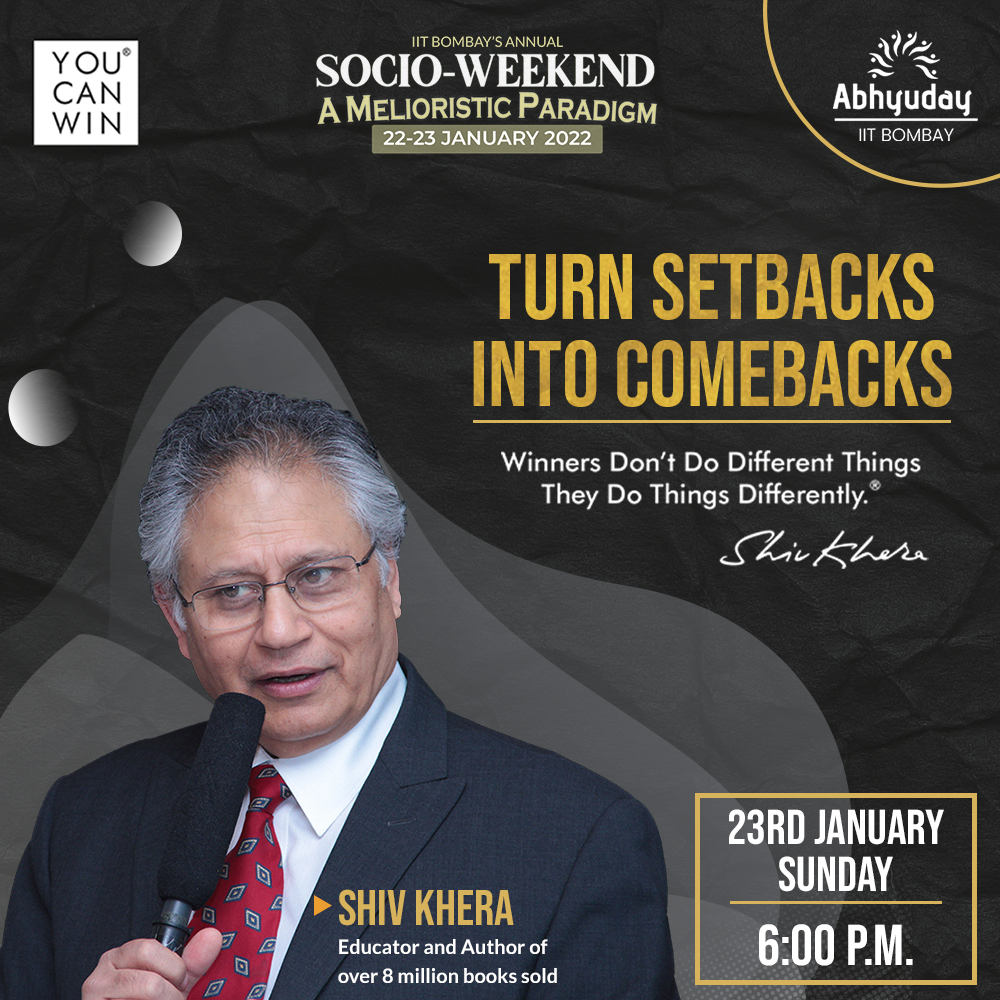 YOU®
CAN
WIN
IIT BOMBAY'S ANNUAL
SOCIO-WEEKEND
A MELIORISTIC PARADIGM
22-23 JANUARY 2022
Abhyuday
IIT BOMBAY
TURN SETBACKS
INTO COMEBACKS
Winners Don't Do Different Things
They Do Things Differently.®
Shiv Khera
SHIV KHERA
Educator and Author of
over 8 million books sold
23RD JANUARY
SUNDAY
6:00 P.M.